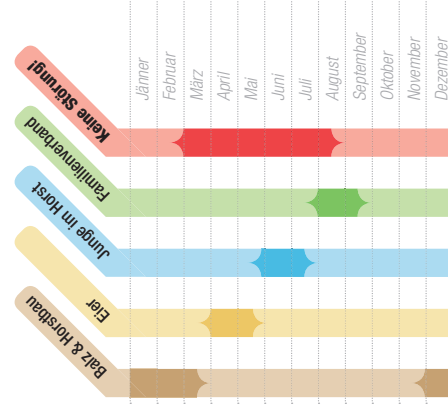 Jänner
Februar
März
April
Mai
Juni
Juli
August
September
Oktober
November
Dezember
Keine Störung!
Familienverband
Junge im Horst
Eier
Balz & Horstbau